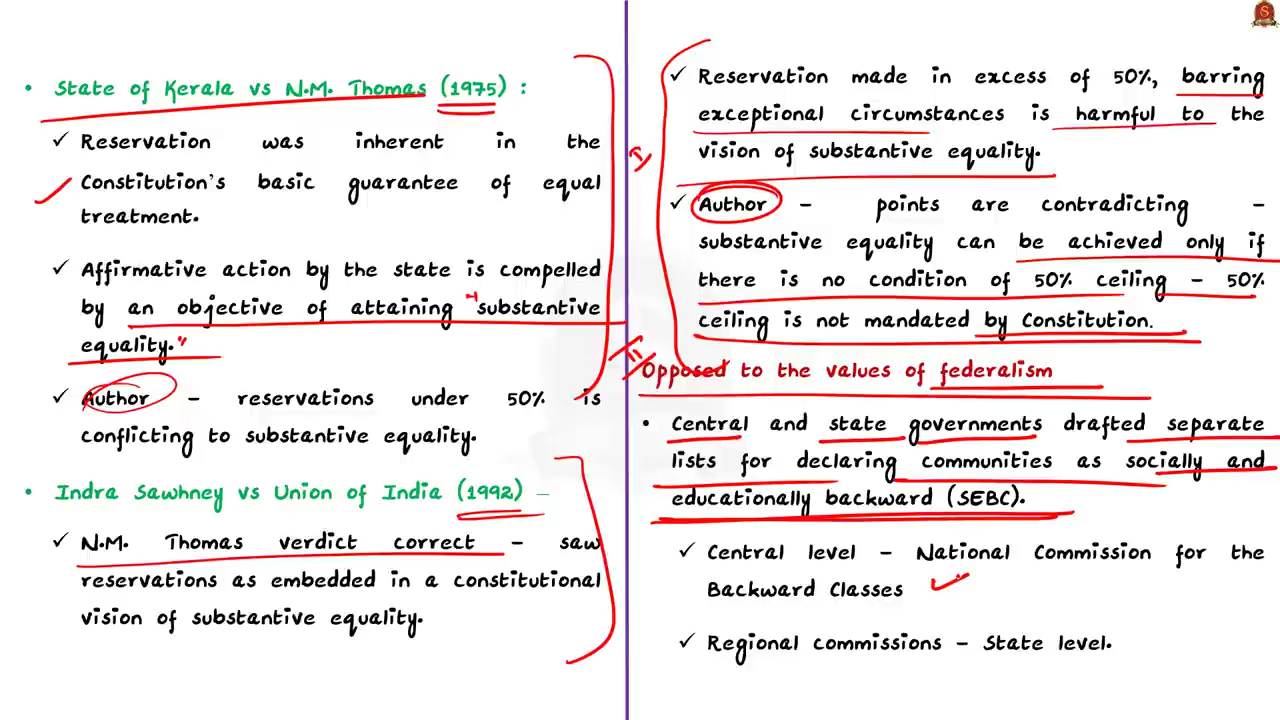 • State of Kerala vs N.M. Thomas (1975) :
✓ Reservation was inherent in the
Constitution's basic guarantee of equal
treatment.
✓ Affirmative action by the state is compelled
by an objective of attaining "substantive
equality."
✓ Author - reservations under 50% is
conflicting to substantive equality.
• Indra Sawhney vs Union of India (1992) -
✓ N.M. Thomas verdict correct - saw
reservations as embedded in a constitutional
vision of substantive equality.
✓ Reservation made in excess of 50%, barring
exceptional circumstances is harmful to the
vision of substantive equality.
✓ Author - points are contradicting -
substantive equality can be achieved only if
there is no condition of 50% ceiling - 50%
ceiling is not mandated by Constitution.
Opposed to the values of federalism
• Central and state governments drafted separate
lists for declaring communities as socially and
educationally backward (SEBC).
✓ Central level - National Commission for the
Backward Classes
✓ Regional commissions - State level.